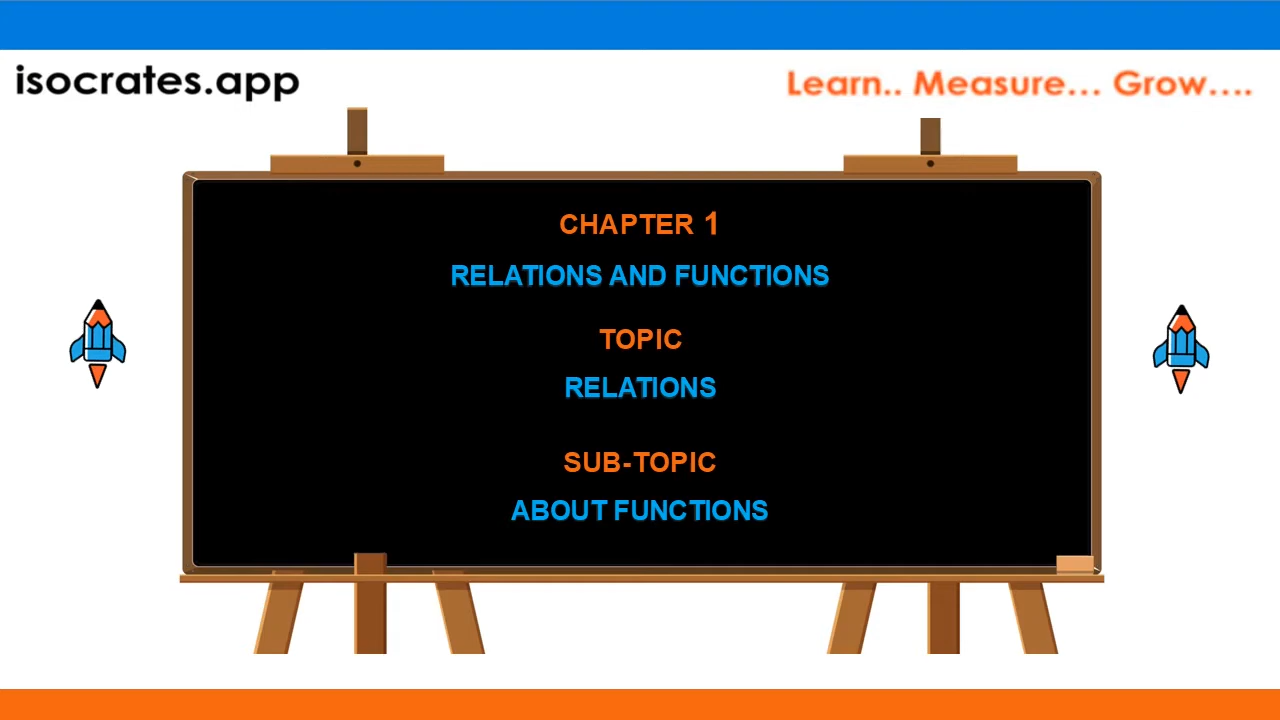 isocrates.app
Learn.. Measure... Grow....
CHAPTER 1
RELATIONS AND FUNCTIONS
TOPIC
RELATIONS
SUB-TOPIC
ABOUT FUNCTIONS